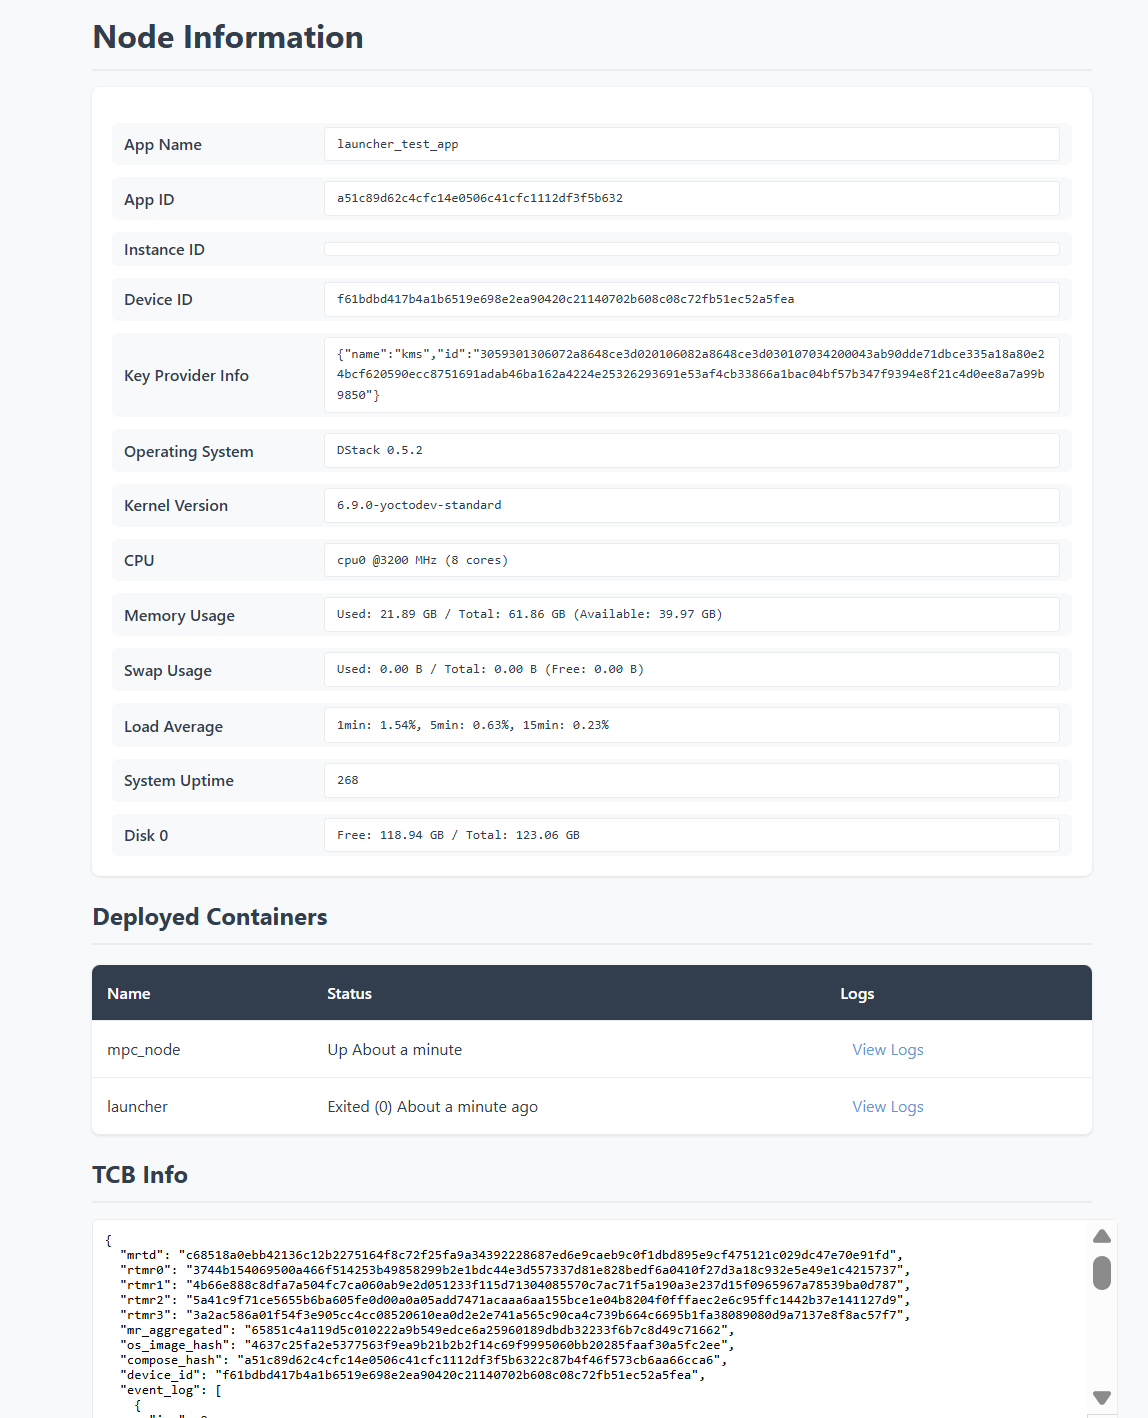 Node Information
App Name
launcher_test_app
App ID
a51c89d62c4cfc14e0506c41cfc1112df3f5b632
Instance ID
Device ID
f61bdbd417b4a1b6519e698e2ea90420c21140702b608c08c72fb51ec52a5fea
Key Provider Info
{"name":"kms","id":"3059301306072a8648ce3d020106082a8648ce3d030107034200043ab90dde71dbce335a18a80e2
4bcf620590ecc8751691adab46ba162a4224e25326293691e53af4cb33866a1bac04bf57b347f9394e8f21c4d0ee8a7a99b
9850"}
Operating System
DStack 0.5.2
Kernel Version
6.9.0-yoctodev-standard
CPU
cpu0 @3200 MHz (8 cores)
Memory Usage
Used: 21.89 GB / Total: 61.86 GB (Available: 39.97 GB)
Swap Usage
Used: 0.00 B / Total: 0.00 B (Free: 0.00 B)
Load Average
1min: 1.54%, 5min: 0.63%, 15min: 0.23%
System Uptime
268
Disk 0
Free: 118.94 GB / Total: 123.06 GB
Deployed Containers
Name Status Logs
mpc_node Up About a minute View Logs
launcher Exited (0) About a minute ago View Logs
TCB Info
{
"mrtd": "c68518a0ebb42136c12b2275164f8c72f25fa9a34392228687ed6e9caeb9c0f1dbd895e9cf475121c029dc47e70e91fd",
"rtmr0": "3744b154069500a466f514253b49858299b2e1bdc44e3d557337d81e828bedf6a0410f27d3a18c932e5e49e1c4215737",
"rtmr1": "4b66e888c8dfa7a504fc7ca060ab9e2d051233f115d71304085570c7ac71f5a190a3e237d15f0965967a78539ba0d787",
"rtmr2": "5a41c9f71ce5655b6ba605fe0d00a0a05add7471acaaa6aa155bce1e04b8204f0fffaec2e6c95ffc1442b37e141127d9",
"rtmr3": "3a2ac586a01f54f3e905cc4cc08520610ea0d2e2e741a565c90ca4c739b664c6695b1fa38089080d9a7137e8f8ac57f7",
"mr_aggregated": "65851c4a119d5c010222a9b549edce6a25960189dbdb32233f6b7c8d49c71662",
"os_image_hash": "4637c25fa2e5377563f9ea9b21b2b2f14c69f9995060bb20285faaf30a5fc2ee",
"compose_hash": "a51c89d62c4cfc14e0506c41cfc1112df3f5b6322c87b4f46f573cb6aa66cca6",
"device_id": "f61bdbd417b4a1b6519e698e2ea90420c21140702b608c08c72fb51ec52a5fea",
"event_log": [
{